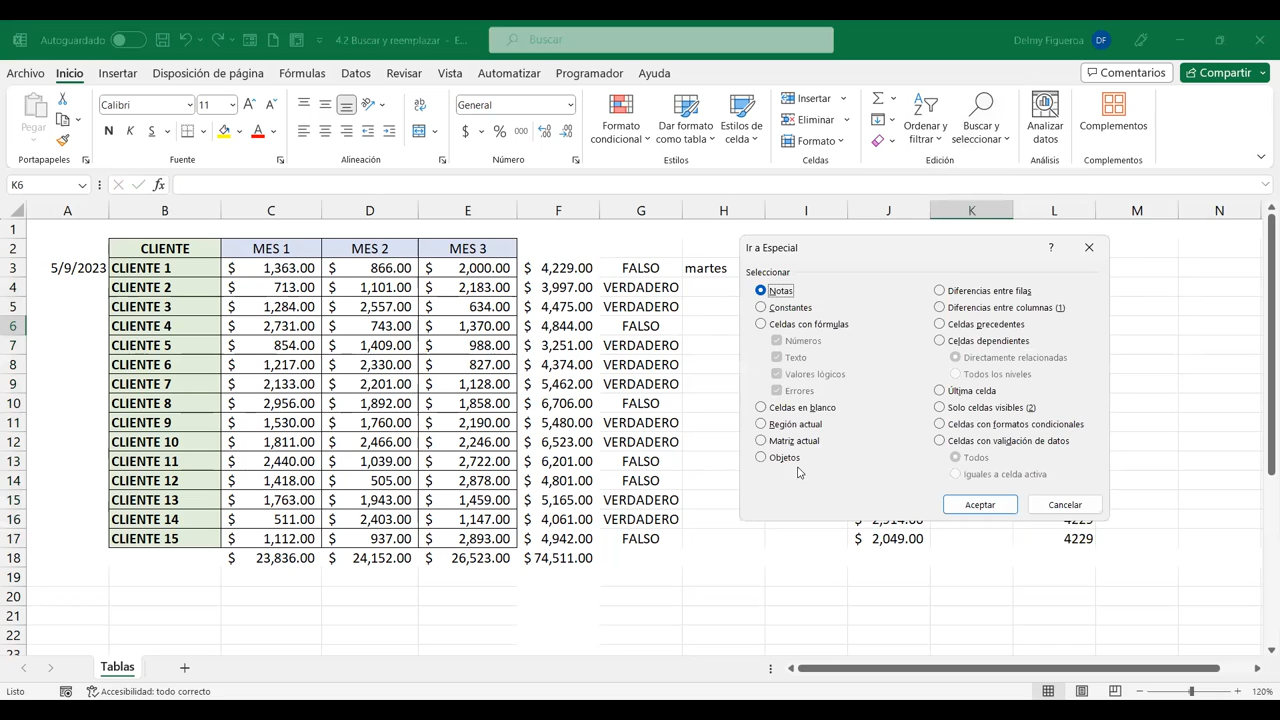 Autoguardado
4.2 Buscar y reemplazar - E...
Buscar
Delmy Figueroa
DF
Archivo Inicio Insertar Disposición de página Fórmulas Datos Revisar Vista Automatizar Programador Ayuda
Comentarios
Compartir
Pegar
Calibri
11
N K S
General
$ % 000
Formato condicional
Dar formato como tabla
Estilos de celda
Insertar
Eliminar
Formato
Ordenar y filtrar
Buscar y seleccionar
Analizar datos
Complementos
Portapapeles Fuente Alineación Número Estilos Celdas Edición Análisis Complementos
K6
fx
A B C D E F G H I J K L M N
1
2 CLIENTE MES 1 MES 2 MES 3
3 5/9/2023 CLIENTE 1 $ 1,363.00 $ 866.00 $ 2,000.00 $ 4,229.00 FALSO martes
4 CLIENTE 2 $ 713.00 $ 1,101.00 $ 2,183.00 $ 3,997.00 VERDADERO
5 CLIENTE 3 $ 1,284.00 $ 2,557.00 $ 634.00 $ 4,475.00 VERDADERO
6 CLIENTE 4 $ 2,731.00 $ 743.00 $ 1,370.00 $ 4,844.00 FALSO
7 CLIENTE 5 $ 854.00 $ 1,409.00 $ 988.00 $ 3,251.00 VERDADERO
8 CLIENTE 6 $ 1,217.00 $ 2,330.00 $ 827.00 $ 4,374.00 VERDADERO
9 CLIENTE 7 $ 2,133.00 $ 2,201.00 $ 1,128.00 $ 5,462.00 VERDADERO
10 CLIENTE 8 $ 2,956.00 $ 1,892.00 $ 1,858.00 $ 6,706.00 FALSO
11 CLIENTE 9 $ 1,530.00 $ 1,760.00 $ 2,190.00 $ 5,480.00 VERDADERO
12 CLIENTE 10 $ 1,811.00 $ 2,466.00 $ 2,246.00 $ 6,523.00 VERDADERO
13 CLIENTE 11 $ 2,440.00 $ 1,039.00 $ 2,722.00 $ 6,201.00 FALSO
14 CLIENTE 12 $ 1,418.00 $ 505.00 $ 2,878.00 $ 4,801.00 FALSO
15 CLIENTE 13 $ 1,763.00 $ 1,943.00 $ 1,459.00 $ 5,165.00 VERDADERO
16 CLIENTE 14 $ 511.00 $ 2,403.00 $ 1,147.00 $ 4,061.00 VERDADERO $ 2,914.00 4229
17 CLIENTE 15 $ 1,112.00 $ 937.00 $ 2,893.00 $ 4,942.00 FALSO $ 2,049.00 4229
18 $ 23,836.00 $ 24,152.00 $ 26,523.00 $ 74,511.00
19
20
21
22
23
Ir a Especial
?
Seleccionar
Notas
Constantes
Celdas con fórmulas
Números
Texto
Valores lógicos
Errores
Celdas en blanco
Región actual
Matriz actual
Objetos
Diferencias entre filas
Diferencias entre columnas (1)
Celdas precedentes
Celdas dependientes
Directamente relacionadas
Todos los niveles
Última celda
Solo celdas visibles (2)
Celdas con formatos condicionales
Celdas con validación de datos
Todos
Iguales a celda activa
Aceptar Cancelar
Tablas
Listo
Accesibilidad: todo correcto
120%